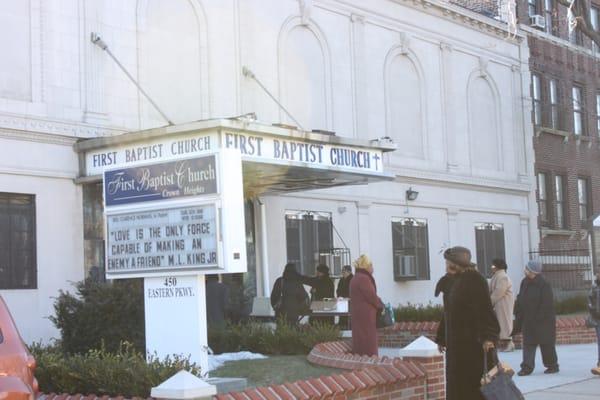 FIRST BAPTIST CHURCH
FIRST BAPTIST CHURCH
First Baptist Church
Crown Heights
"LOVE IS THE ONLY FORCE
CAPABLE OF MAKING AN
ENEMY A FRIEND" M.L. KING JR
450
EASTERN PKWY.